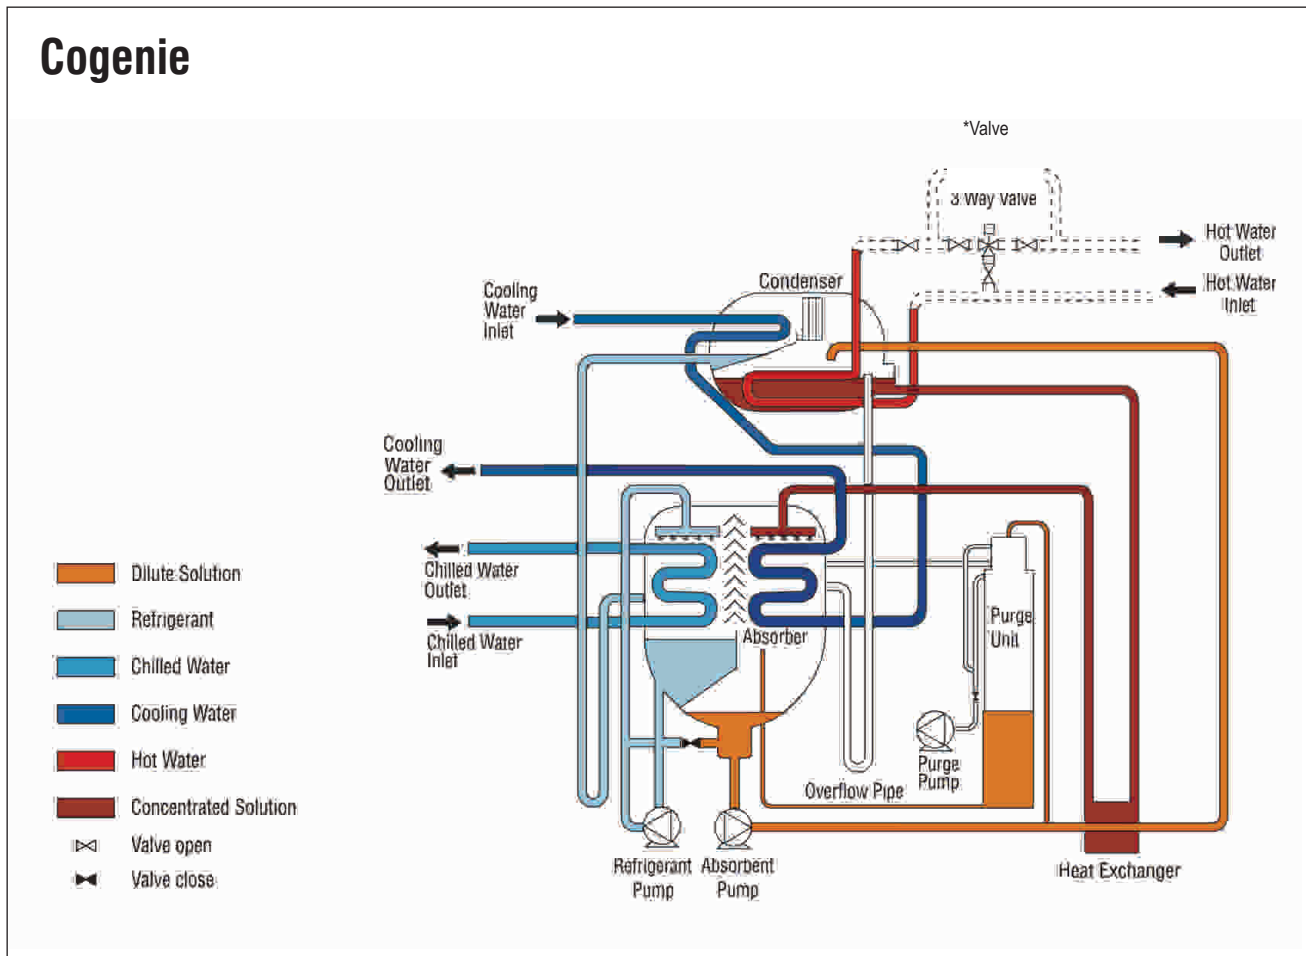 Cogenie
*Valve
3 Way Valve
Hot Water
Outlet
Hot Water
Inlet
Condenser
Cooling
Water
Inlet
Cooling
Water
Outlet
Chilled Water
Outlet
Chilled Water
Inlet
Absorber
Purge
Unit
Purge
Pump
Overflow Pipe
Refrigerant
Pump
Absorbent
Pump
Heat Exchanger
Dilute Solution
Refrigerant
Chilled Water
Cooling Water
Hot Water
Concentrated Solution
Valve open
Valve close